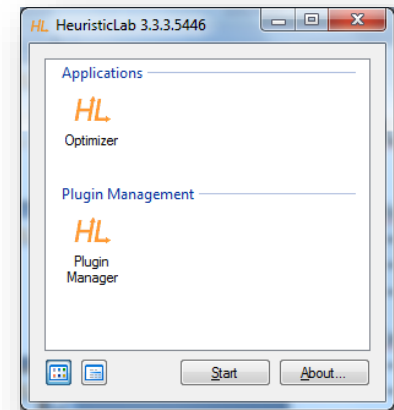 HL HeuristicLab 3.3.3.5446
Applications
HL
Optimizer
Plugin Management
HL
Plugin
Manager
Start
About...